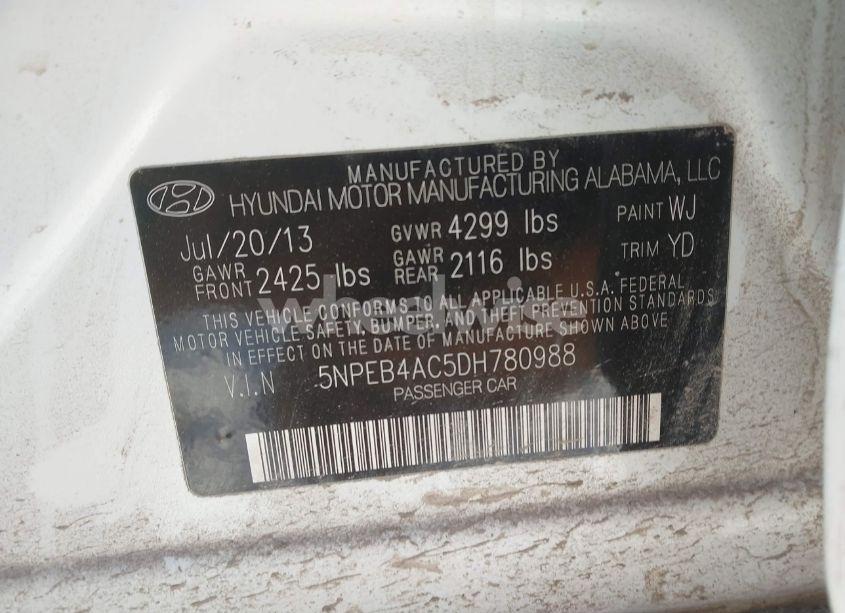 MANUFACTURED BY
HYUNDAI MOTOR MANUFACTURING ALABAMA, LLC
Jul/20/13 GVWR 4299 lbs PAINT WJ
GAWR FRONT 2425 lbs GAWR REAR 2116 lbs TRIM YD
THIS VEHICLE CONFORMS TO ALL APPLICABLE U.S.A. FEDERAL
MOTOR VEHICLE SAFETY, BUMPER, AND THEFT PREVENTION STANDARDS
IN EFFECT ON THE DATE OF MANUFACTURE SHOWN ABOVE.
V.I.N 5NPEB4AC5DH780988
PASSENGER CAR
wheelwise